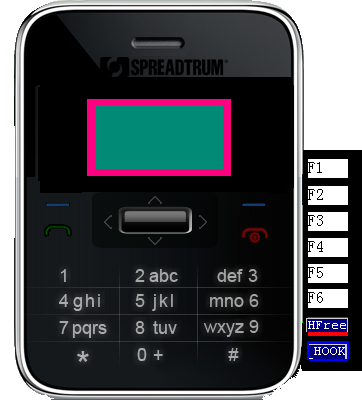 SPREADTRUM®
F1
F2
F3
F4
F5
F6
HFree
_HOOK
1 2 abc def 3
4 ghi 5 jkl mno 6
7 pqrs 8 tuv wxyz 9
* 0 + #